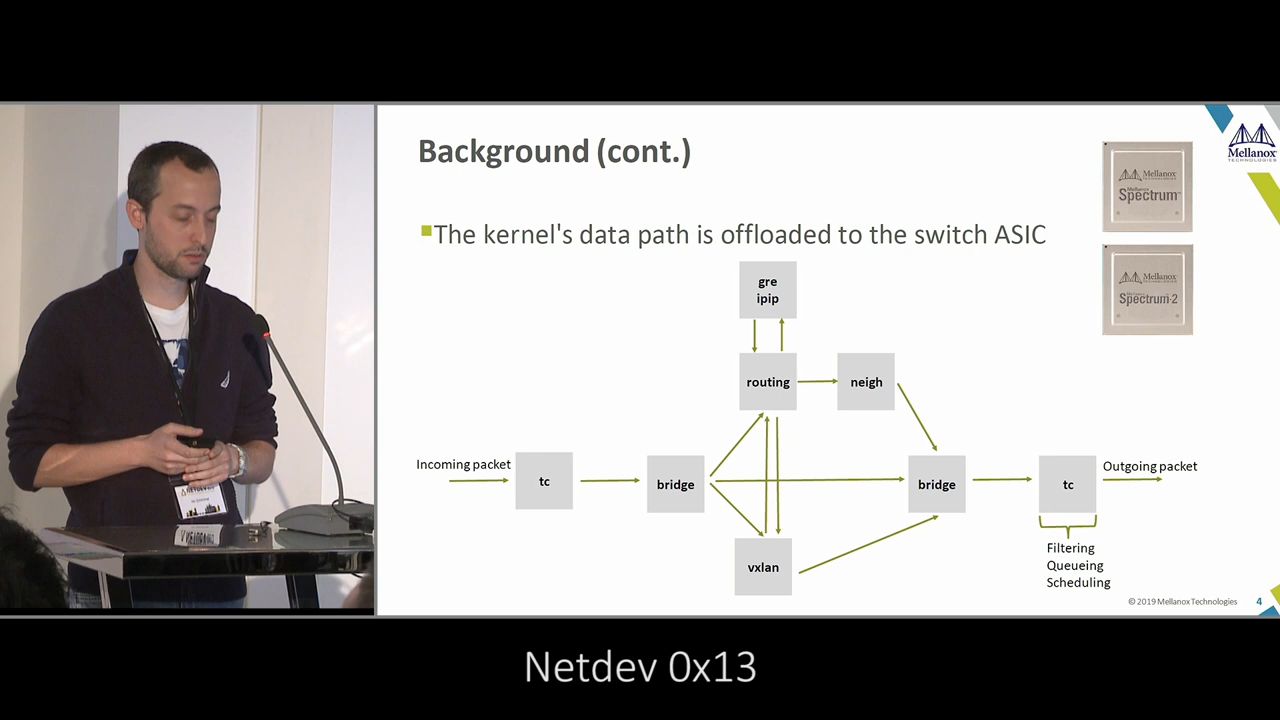 Background (cont.)
The kernel's data path is offloaded to the switch ASIC
Mellanox
TECHNOLOGIES
Mellanox
Mellanox
Spectrum
Mellanox
Mellanox
Spectrum-2
gre
ipip
routing
neigh
Incoming packet
tc
bridge
bridge
tc
Outgoing packet
vxlan
Filtering
Queueing
Scheduling
© 2019 Mellanox Technologies
4
Netdev 0x13